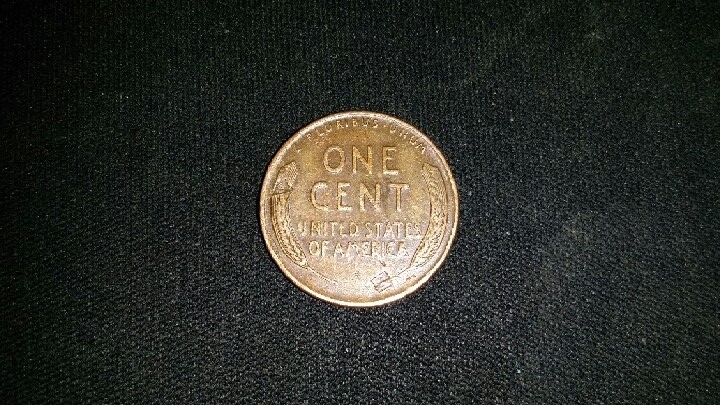 PLURIBUS UNUM
ONE
CENT
UNITED STATES
OF AMERICA